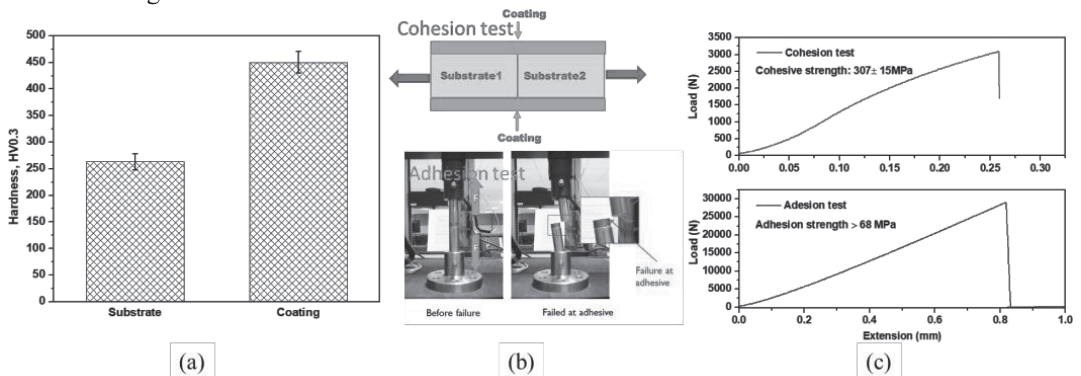 500
450
400
350
300
250
200
150
100
50
0
Hardness, HV0.3
Substrate
Coating
(a)
Coating
Cohesion test
Substrate1
Substrate2
Coating
Adhesion test
Failure at
adhesive
Before failure
Failed at adhesive
(b)
3500
3000
2500
2000
1500
1000
500
0
Load (N)
Cohesion test
Cohesive strength: 307± 15MPa
0.00
0.05
0.10
0.15
0.20
0.25
0.30
30000
25000
20000
15000
10000
5000
0
Load (N)
Adesion test
Adhesion strength > 68 MPa
0.0
0.2
0.4
0.6
0.8
1.0
Extension (mm)
(c)